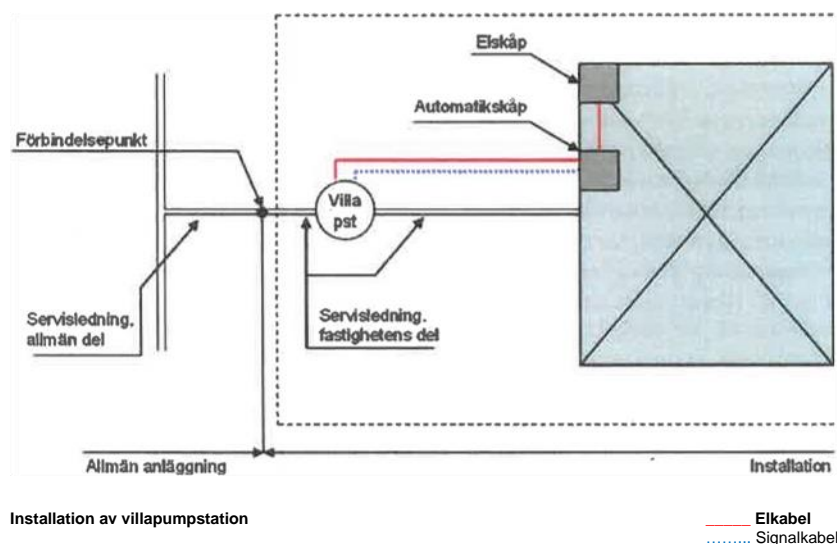 Elskåp
Automatikskåp
Förbindelsepunkt
Villa
pst
Servisledning.
allmän del
Servisledning.
fastighetens del
Allmän anläggning
Installation
Installation av villapumpstation
_____ Elkabel
......... Signalkabel